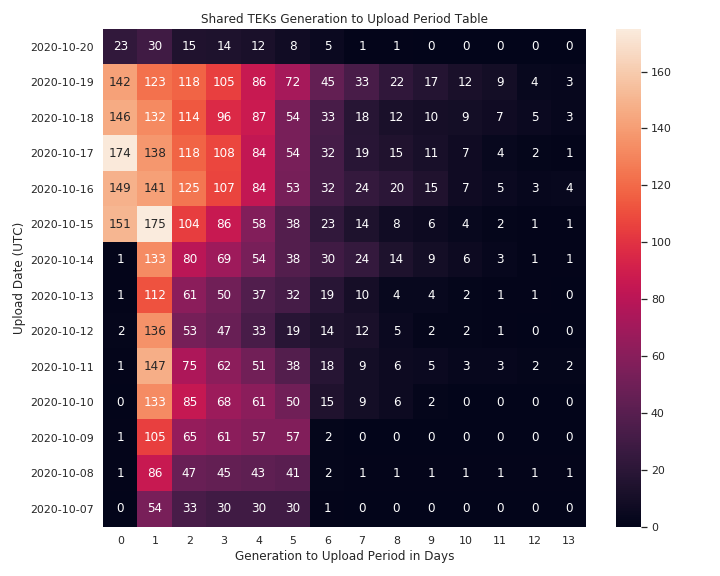 Shared TEKs Generation to Upload Period Table
Upload Date (UTC)
2020-10-20 23 30 15 14 12 8 5 1 1 0 0 0 0 0
2020-10-19 142 123 118 105 86 72 45 33 22 17 12 9 4 3
2020-10-18 146 132 114 96 87 54 33 18 12 10 9 7 5 3
2020-10-17 174 138 118 108 84 54 32 19 15 11 7 4 2 1
2020-10-16 149 141 125 107 84 53 32 24 20 15 7 5 3 4
2020-10-15 151 175 104 86 58 38 23 14 8 6 4 2 1 1
2020-10-14 1 133 80 69 54 38 30 24 14 9 6 3 1 1
2020-10-13 1 112 61 50 37 32 19 10 4 4 2 1 1 0
2020-10-12 2 136 53 47 33 19 14 12 5 2 2 1 0 0
2020-10-11 1 147 75 62 51 38 18 9 6 5 3 3 2 2
2020-10-10 0 133 85 68 61 50 15 9 6 2 0 0 0 0
2020-10-09 1 105 65 61 57 57 2 0 0 0 0 0 0 0
2020-10-08 1 86 47 45 43 41 2 1 1 1 1 1 1 1
2020-10-07 0 54 33 30 30 30 1 0 0 0 0 0 0 0
0 1 2 3 4 5 6 7 8 9 10 11 12 13
Generation to Upload Period in Days
160
140
120
100
80
60
40
20
0